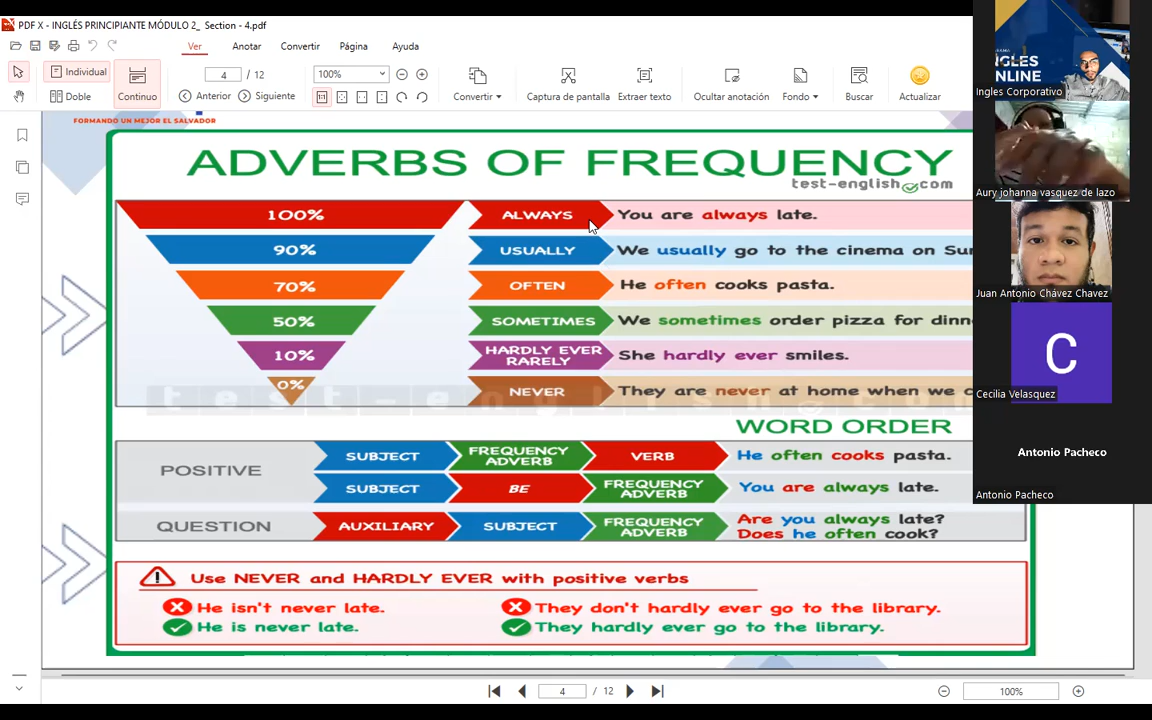 PDF X - INGLÉS PRINCIPIANTE MÓDULO 2_ Section - 4.pdf
Ver Anotar Convertir Página Ayuda
Individual
Doble
Continuo
4 / 12
Anterior Siguiente
100%
Convertir
Captura de pantalla
Extraer texto
Ocultar anotación
Fondo
Buscar
Actualizar
FORMANDO UN MEJOR EL SALVADOR
ADVERBS OF FREQUENCY
test-english.com
100% ALWAYS You are always late.
90% USUALLY We usually go to the cinema on Sun
70% OFTEN He often cooks pasta.
50% SOMETIMES We sometimes order pizza for dinn
10% HARDLY EVER RARELY She hardly ever smiles.
0% NEVER They are never at home when we c
test-english.com
WORD ORDER
POSITIVE SUBJECT FREQUENCY ADVERB VERB He often cooks pasta.
SUBJECT BE FREQUENCY ADVERB You are always late.
QUESTION AUXILIARY SUBJECT FREQUENCY ADVERB Are you always late?
Does he often cook?
! Use NEVER and HARDLY EVER with positive verbs
He isn't never late. They don't hardly ever go to the library.
He is never late. They hardly ever go to the library.
4 / 12
100%
INGLES
ONLINE
Ingles Corporativo
Aury johanna vasquez de lazo
Juan Antonio Chávez Chavez
C
Cecilia Velasquez
Antonio Pacheco
Antonio Pacheco